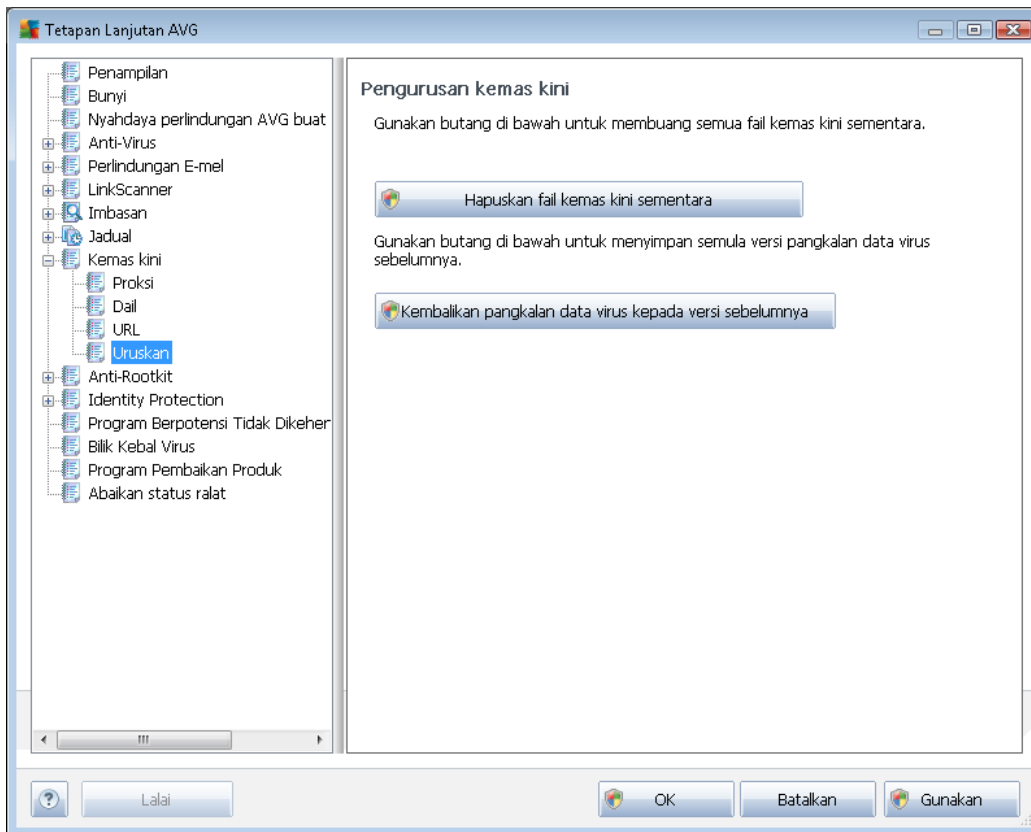 Tetapan Lanjutan AVG
Penampilan
Bunyi
Nyahdaya perlindungan AVG buat
Anti-Virus
Perlindungan E-mel
LinkScanner
Imbasan
Jadual
Kemas kini
Proksi
Dail
URL
Uruskan
Anti-Rootkit
Identity Protection
Program Berpotensi Tidak Dikeher
Bilik Kebal Virus
Program Pembaikan Produk
Abaikan status ralat
Pengurusan kemas kini
Gunakan butang di bawah untuk membuang semua fail kemas kini sementara.
Hapuskan fail kemas kini sementara
Gunakan butang di bawah untuk menyimpan semula versi pangkalan data virus
sebelumnya.
Kembalikan pangkalan data virus kepada versi sebelumnya
?
Lalai
OK
Batalkan
Gunakan